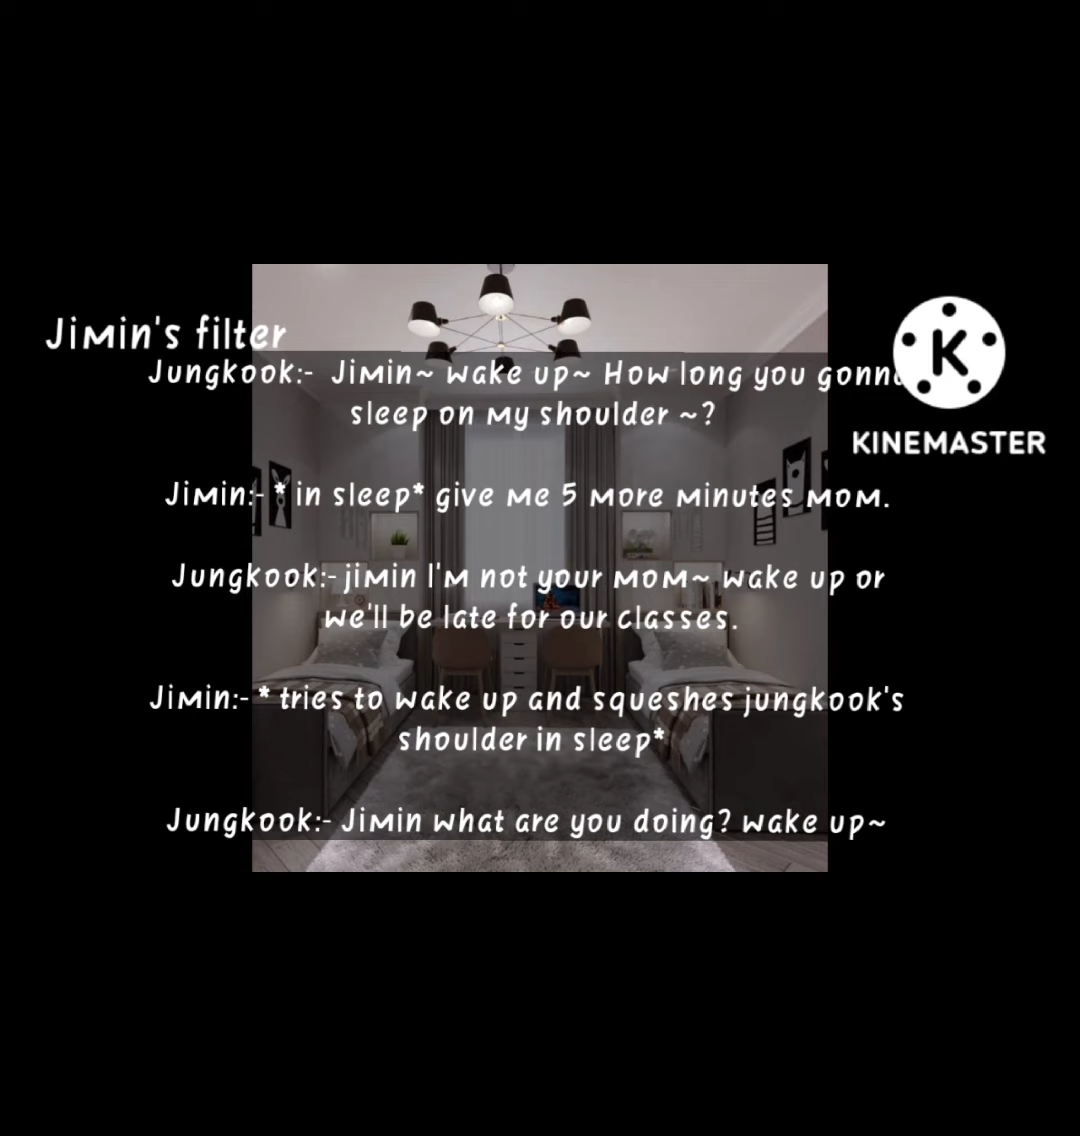 Jimin's filter
Jungkook:- Jimin~ wake up~ How long you gonn
sleep on my shoulder ~?
Jimin:- * in sleep* give me 5 more minutes mom.
Jungkook:- jimin I'm not your mom~ wake up or
we'll be late for our classes.
Jimin:- * tries to wake up and squeshes jungkook's
shoulder in sleep*
Jungkook:- Jimin what are you doing? wake up~
K
KINEMASTER